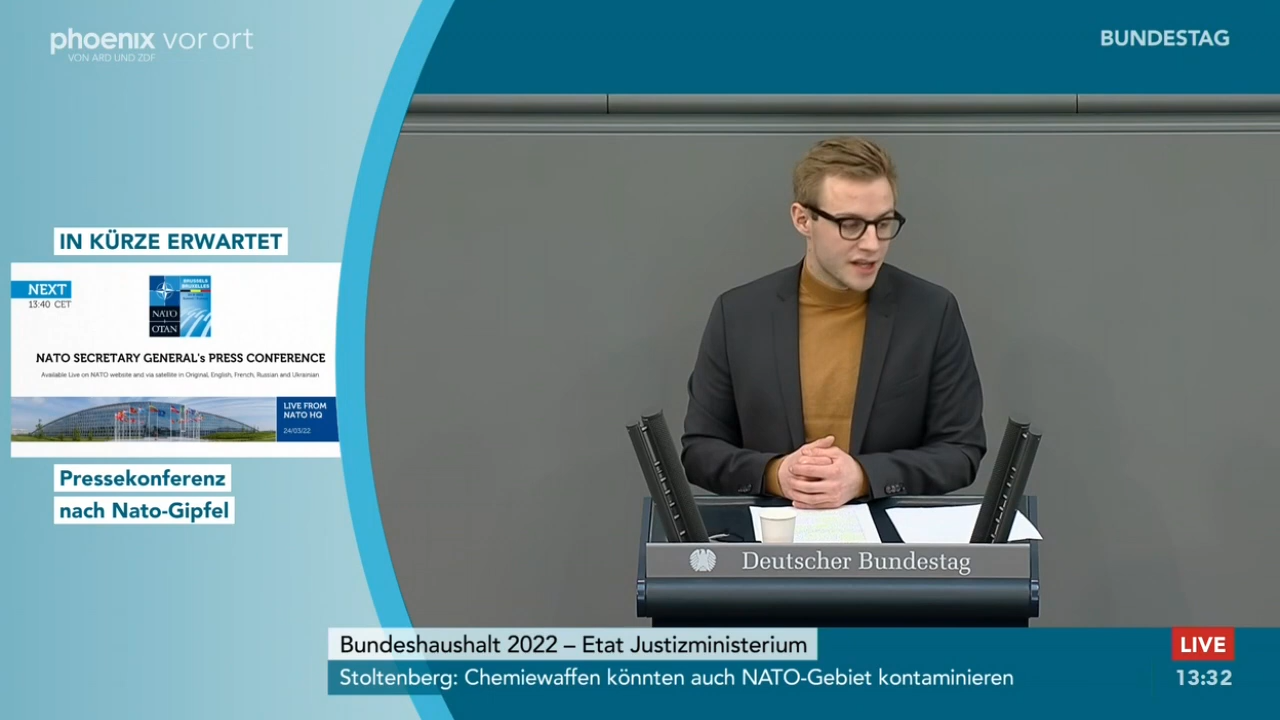 phoenix vor ort
VON ARD UND ZDF
BUNDESTAG
IN KÜRZE ERWARTET
NEXT
13:40 CET
BRUSSELS
BRUXELLES
NATO
OTAN
NATO SECRETARY GENERAL's PRESS CONFERENCE
Available Live on NATO website and via satellite in Original, English, French, Russian and Ukrainian
LIVE FROM
NATO HQ
24/03/22
Pressekonferenz
nach Nato-Gipfel
Deutscher Bundestag
Bundeshaushalt 2022 – Etat Justizministerium
LIVE
Stoltenberg: Chemiewaffen könnten auch NATO-Gebiet kontaminieren
13:32